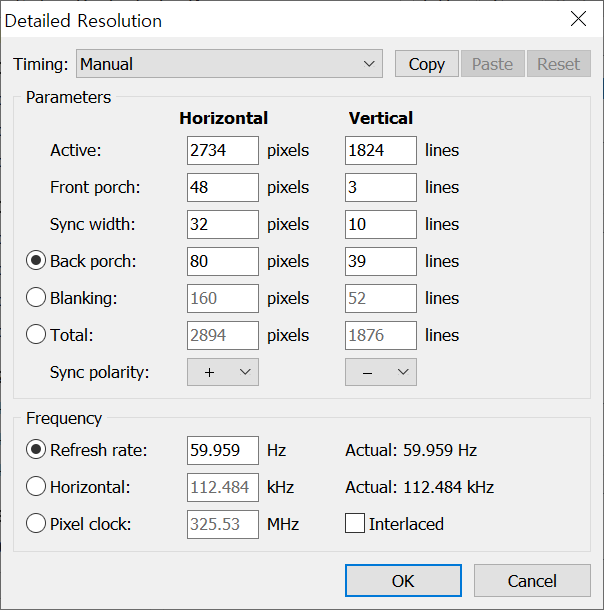 Detailed Resolution
Timing: Manual Copy Paste Reset
Parameters
Horizontal Vertical
Active: 2734 pixels 1824 lines
Front porch: 48 pixels 3 lines
Sync width: 32 pixels 10 lines
Back porch: 80 pixels 39 lines
Blanking: 160 pixels 52 lines
Total: 2894 pixels 1876 lines
Sync polarity: + −
Frequency
Refresh rate: 59.959 Hz Actual: 59.959 Hz
Horizontal: 112.484 kHz Actual: 112.484 kHz
Pixel clock: 325.53 MHz Interlaced
OK Cancel